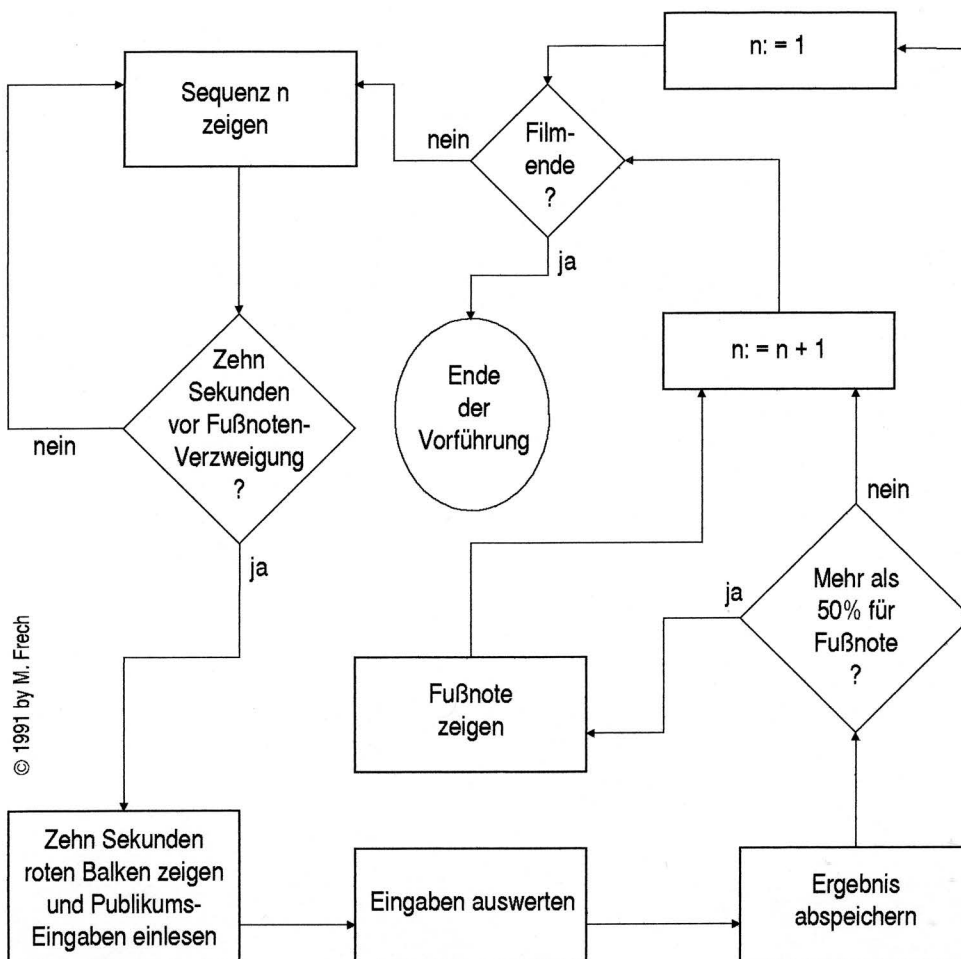 n: = 1
Sequenz n
zeigen
nein
Film-
ende
?
ja
Ende
der
Vorführung
n: = n + 1
Zehn
Sekunden
vor Fußnoten-
Verzweigung
?
nein
ja
nein
Mehr als
50% für
Fußnote
?
ja
Fußnote
zeigen
© 1991 by M. Frech
Zehn Sekunden
roten Balken zeigen
und Publikums-
Eingaben einlesen
Eingaben auswerten
Ergebnis
abspeichern